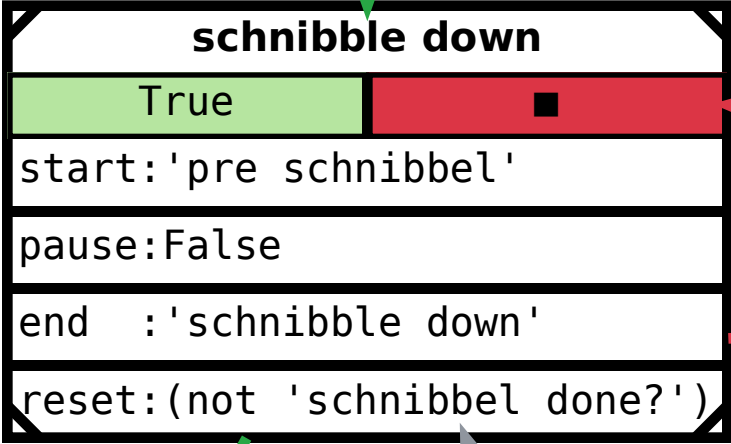 schnibble down
True ■
start:'pre schnibbel'
pause:False
end  :'schnibble down'
reset:(not 'schnibbel done?')